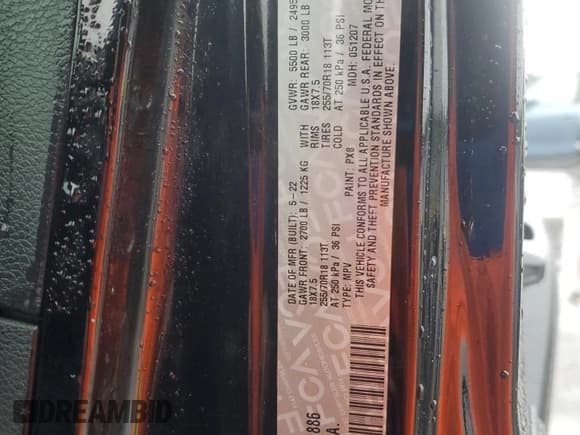 DATE OF MFR (BUILT): 5-22 GVWR: 5500 LB / 2495
GAWR FRONT: 2700 LB / 1225 KG WITH GAWR REAR: 3000 LB
18X7.5 RIMS 18X7.5
255/70R18 113T TIRES 255/70R18 113T
AT 250 kPa / 36 PSI COLD AT 250 kPa / 36 PSI
TYPE: MPV PAINT: PX8 MDH: 051207
THIS VEHICLE CONFORMS TO ALL APPLICABLE U.S.A. FEDERAL MO
SAFETY AND THEFT PREVENTION STANDARDS IN EFFECT ON TH
MANUFACTURE SHOWN ABOVE.
886
A.
DREAMBID